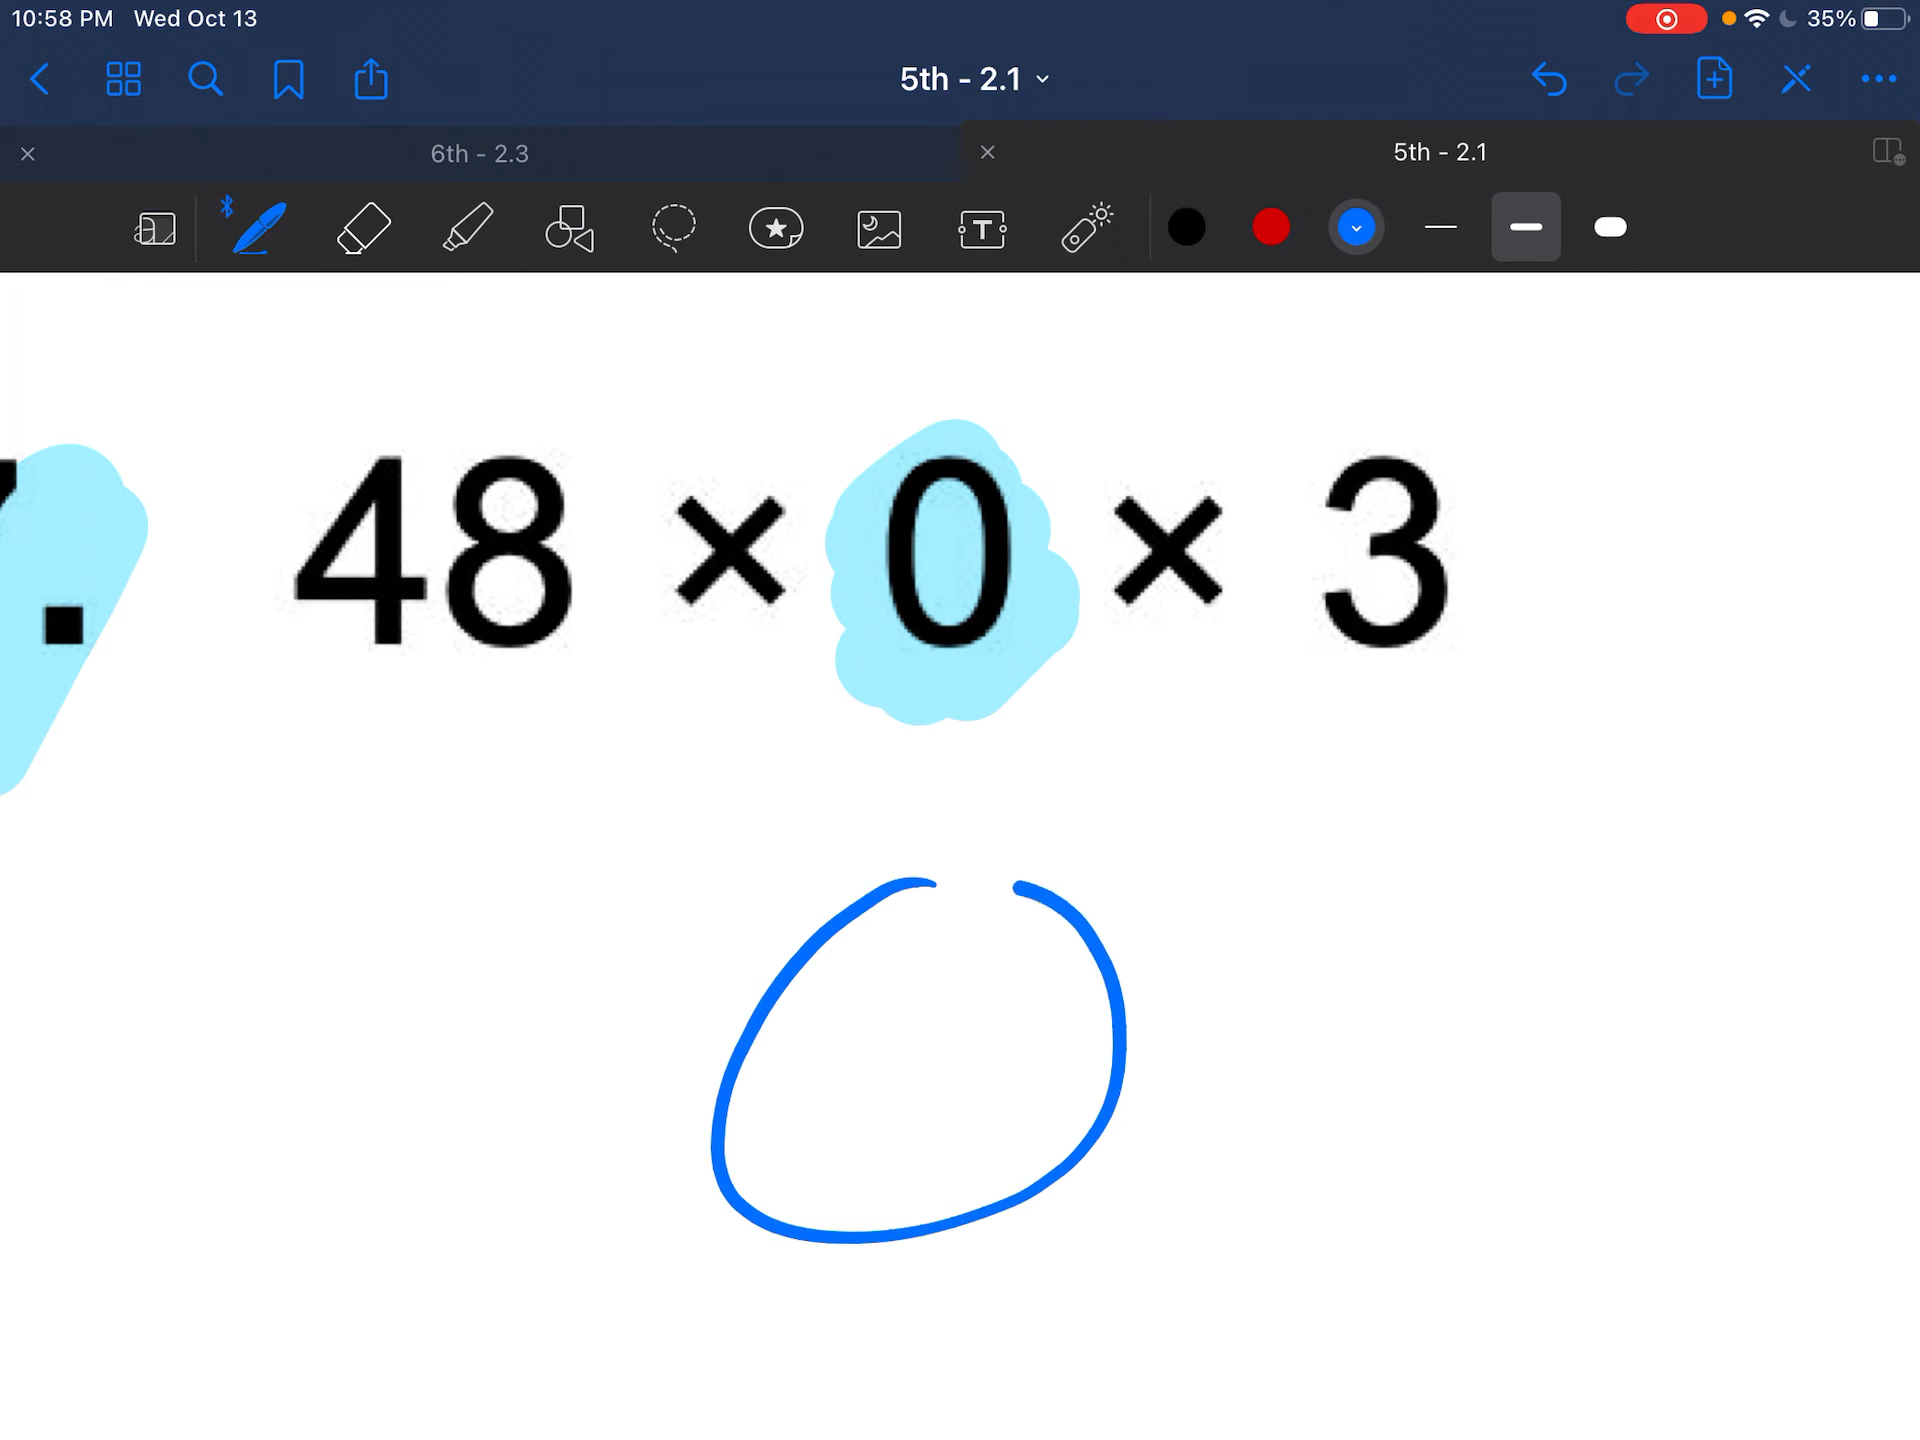 10:58 PM Wed Oct 13
35%
5th - 2.1
6th - 2.3
5th - 2.1
T
. 48 × 0 × 3
0